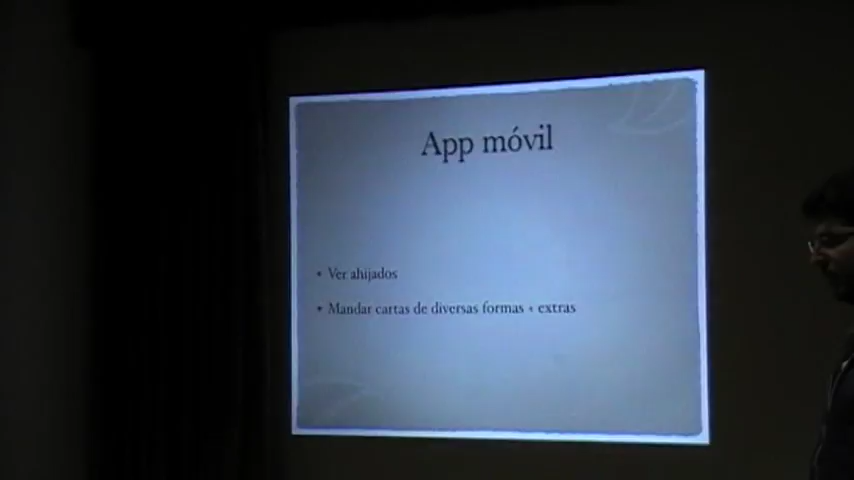 App móvil
• Ver ahijados
• Mandar cartas de diversas formas + extras